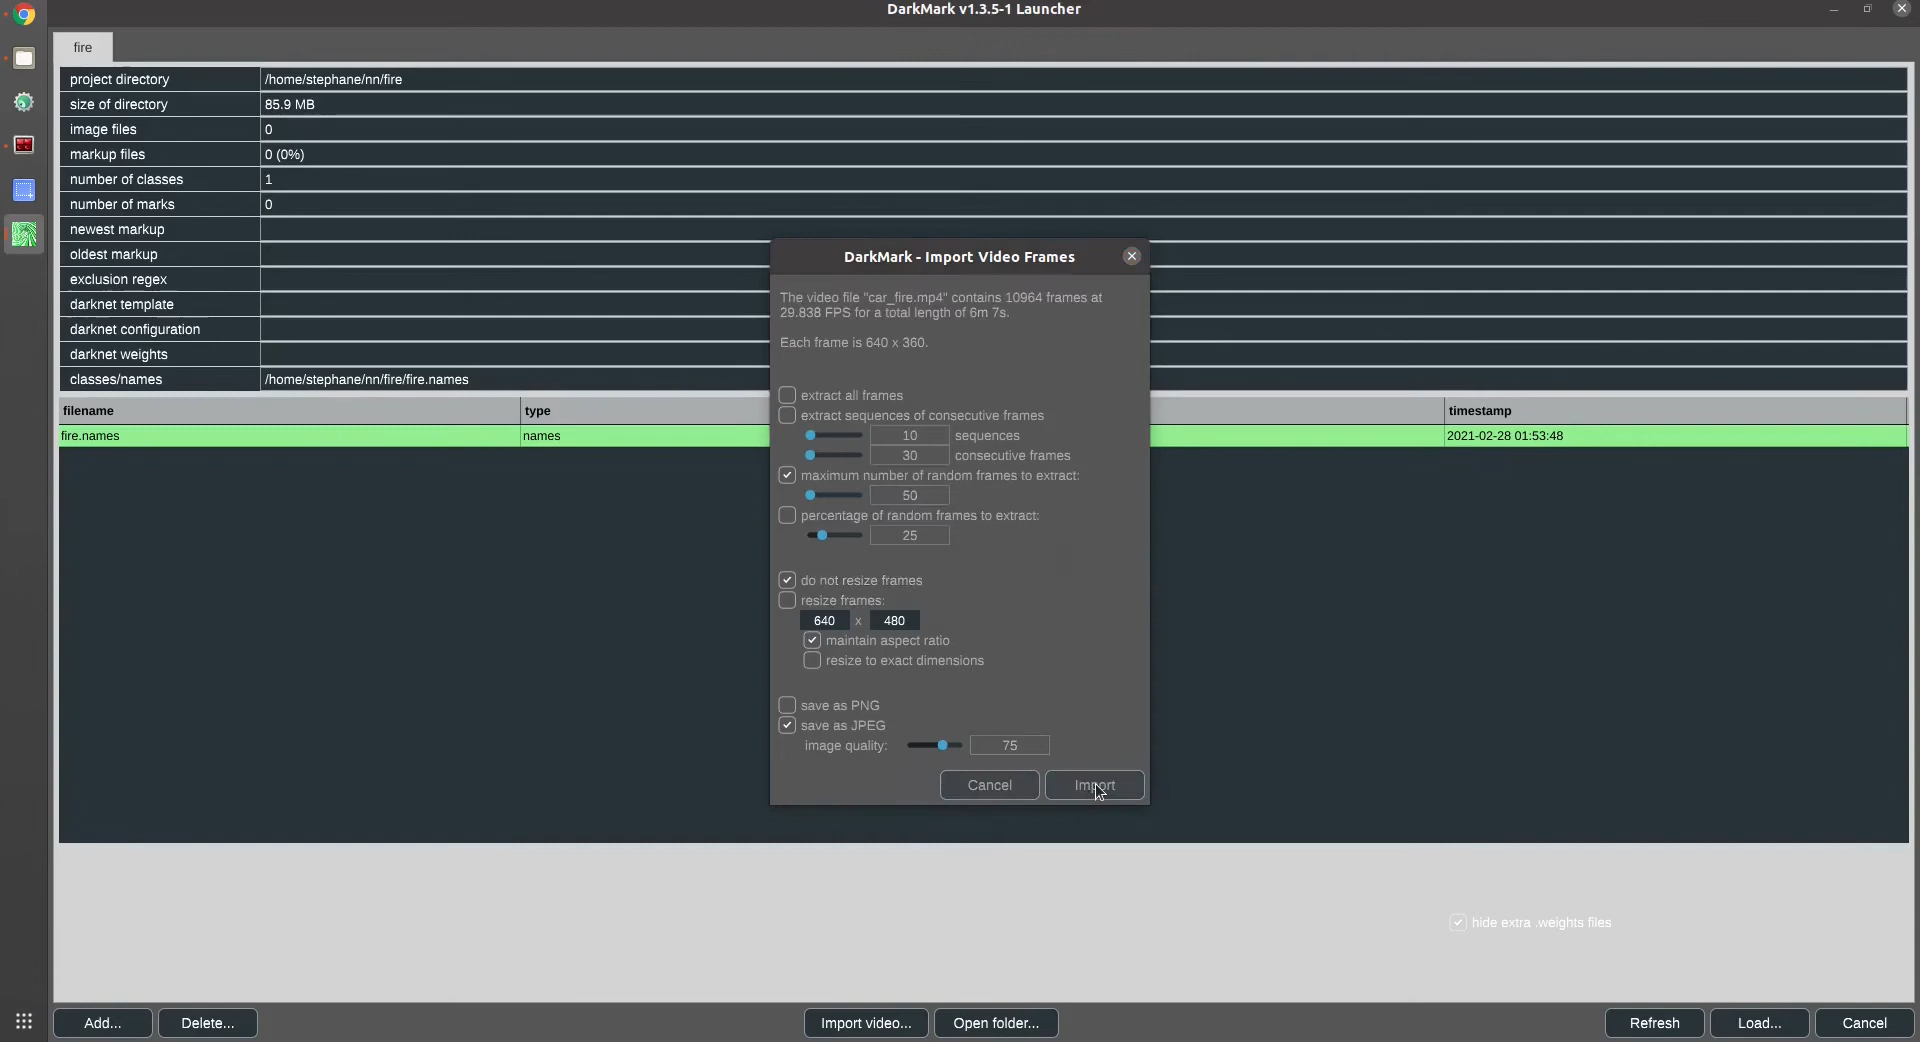 DarkMark v1.3.5-1 Launcher
fire
project directory /home/stephane/nn/fire
size of directory 85.9 MB
image files 0
markup files 0 (0%)
number of classes 1
number of marks 0
newest markup
oldest markup
exclusion regex
darknet template
darknet configuration
darknet weights
classes/names /home/stephane/nn/fire/fire.names
filename type timestamp
fire.names names 2021-02-28 01:53:48
DarkMark - Import Video Frames
The video file "car_fire.mp4" contains 10964 frames at
29.838 FPS for a total length of 6m 7s.
Each frame is 640 x 360.
extract all frames
extract sequences of consecutive frames
10 sequences
30 consecutive frames
maximum number of random frames to extract:
50
percentage of random frames to extract:
25
do not resize frames
resize frames:
640 x 480
maintain aspect ratio
resize to exact dimensions
save as PNG
save as JPEG
image quality: 75
Cancel Import
hide extra .weights files
Add... Delete... Import video... Open folder... Refresh Load... Cancel